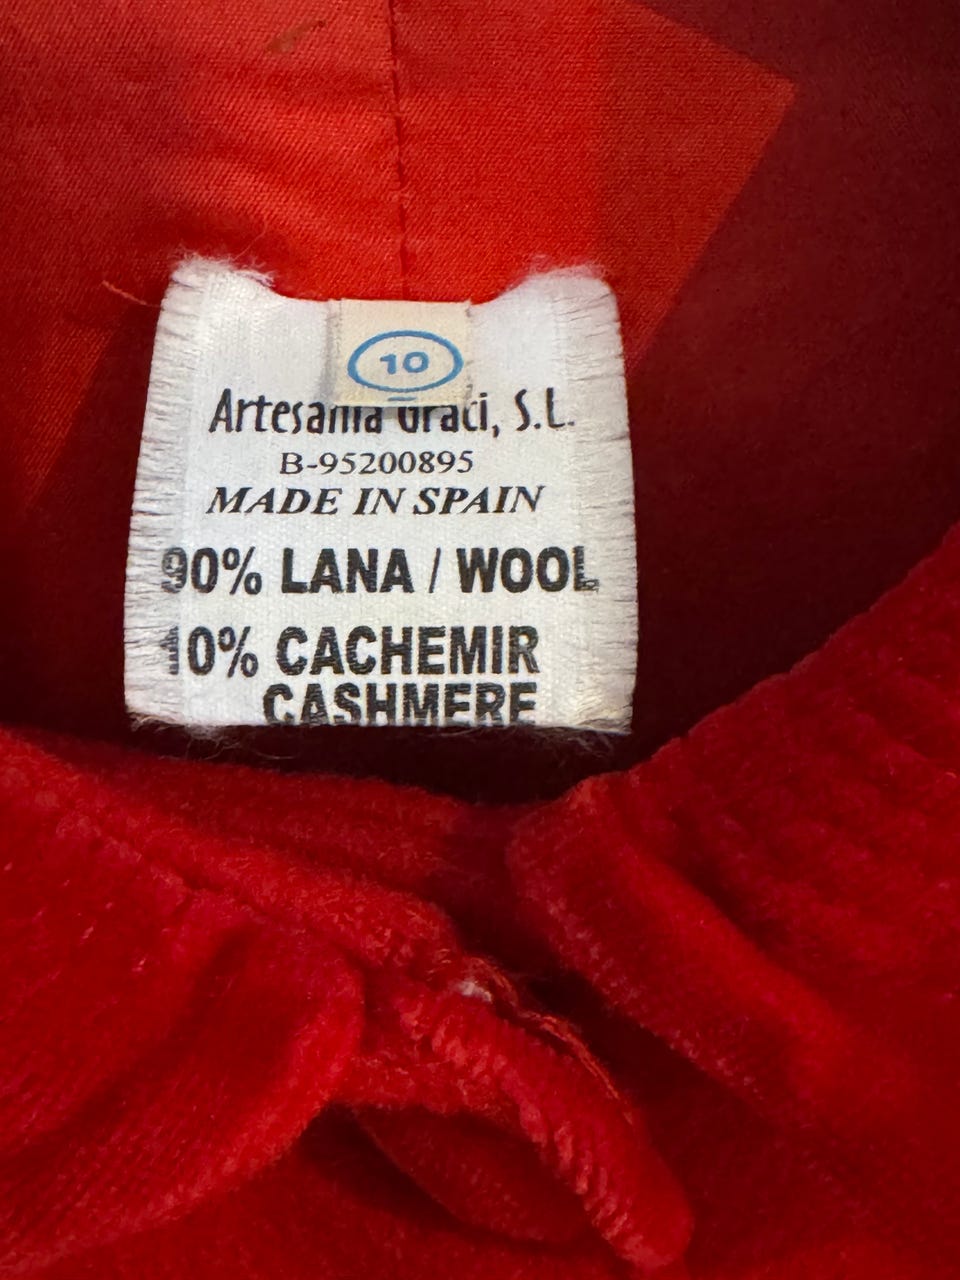 10
Artesanía Graci, S.L.
B-95200895
MADE IN SPAIN
90% LANA / WOOL
10% CACHEMIR
CASHMERE